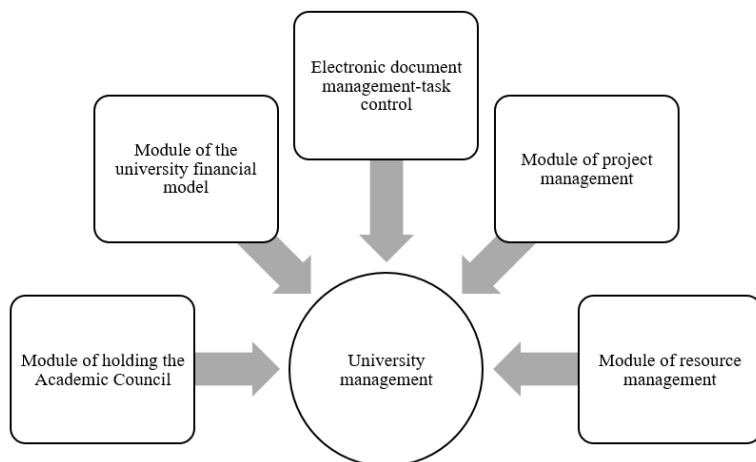 Electronic document
management-task
control
Module of the
university financial
model
Module of project
management
Module of holding the
Academic Council
University
management
Module of resource
management